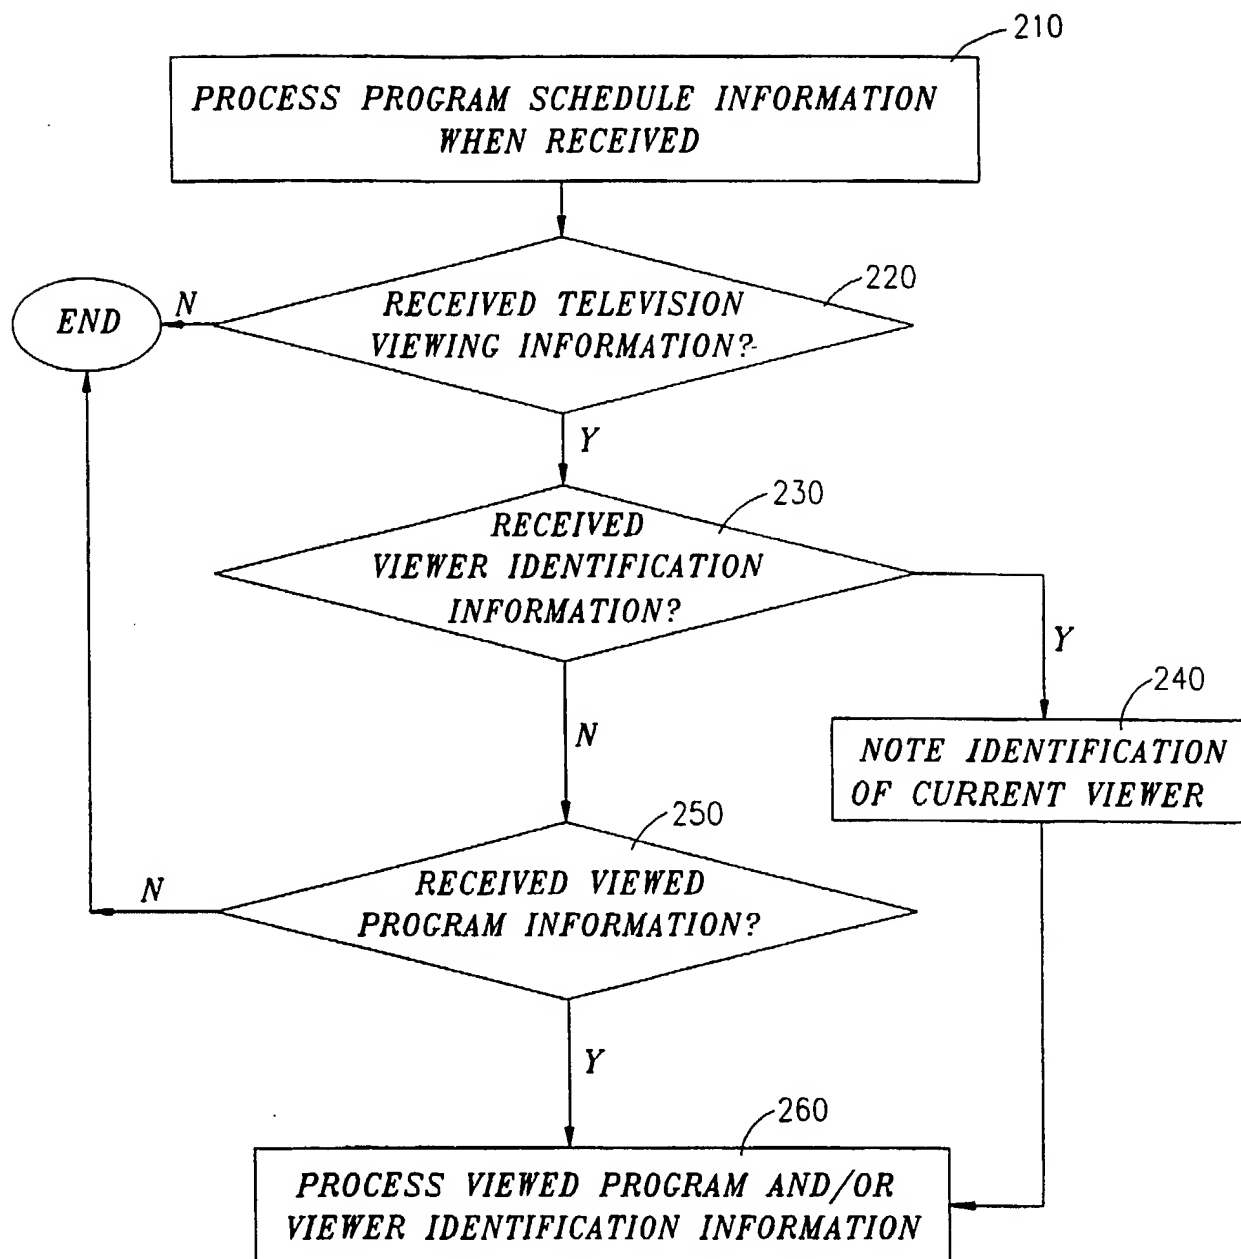 210
PROCESS PROGRAM SCHEDULE INFORMATION
WHEN RECEIVED
220
END
N
RECEIVED TELEVISION
VIEWING INFORMATION?
Y
230
RECEIVED
VIEWER IDENTIFICATION
INFORMATION?
Y
240
N
NOTE IDENTIFICATION
OF CURRENT VIEWER
250
N
RECEIVED VIEWED
PROGRAM INFORMATION?
Y
260
PROCESS VIEWED PROGRAM AND/OR
VIEWER IDENTIFICATION INFORMATION